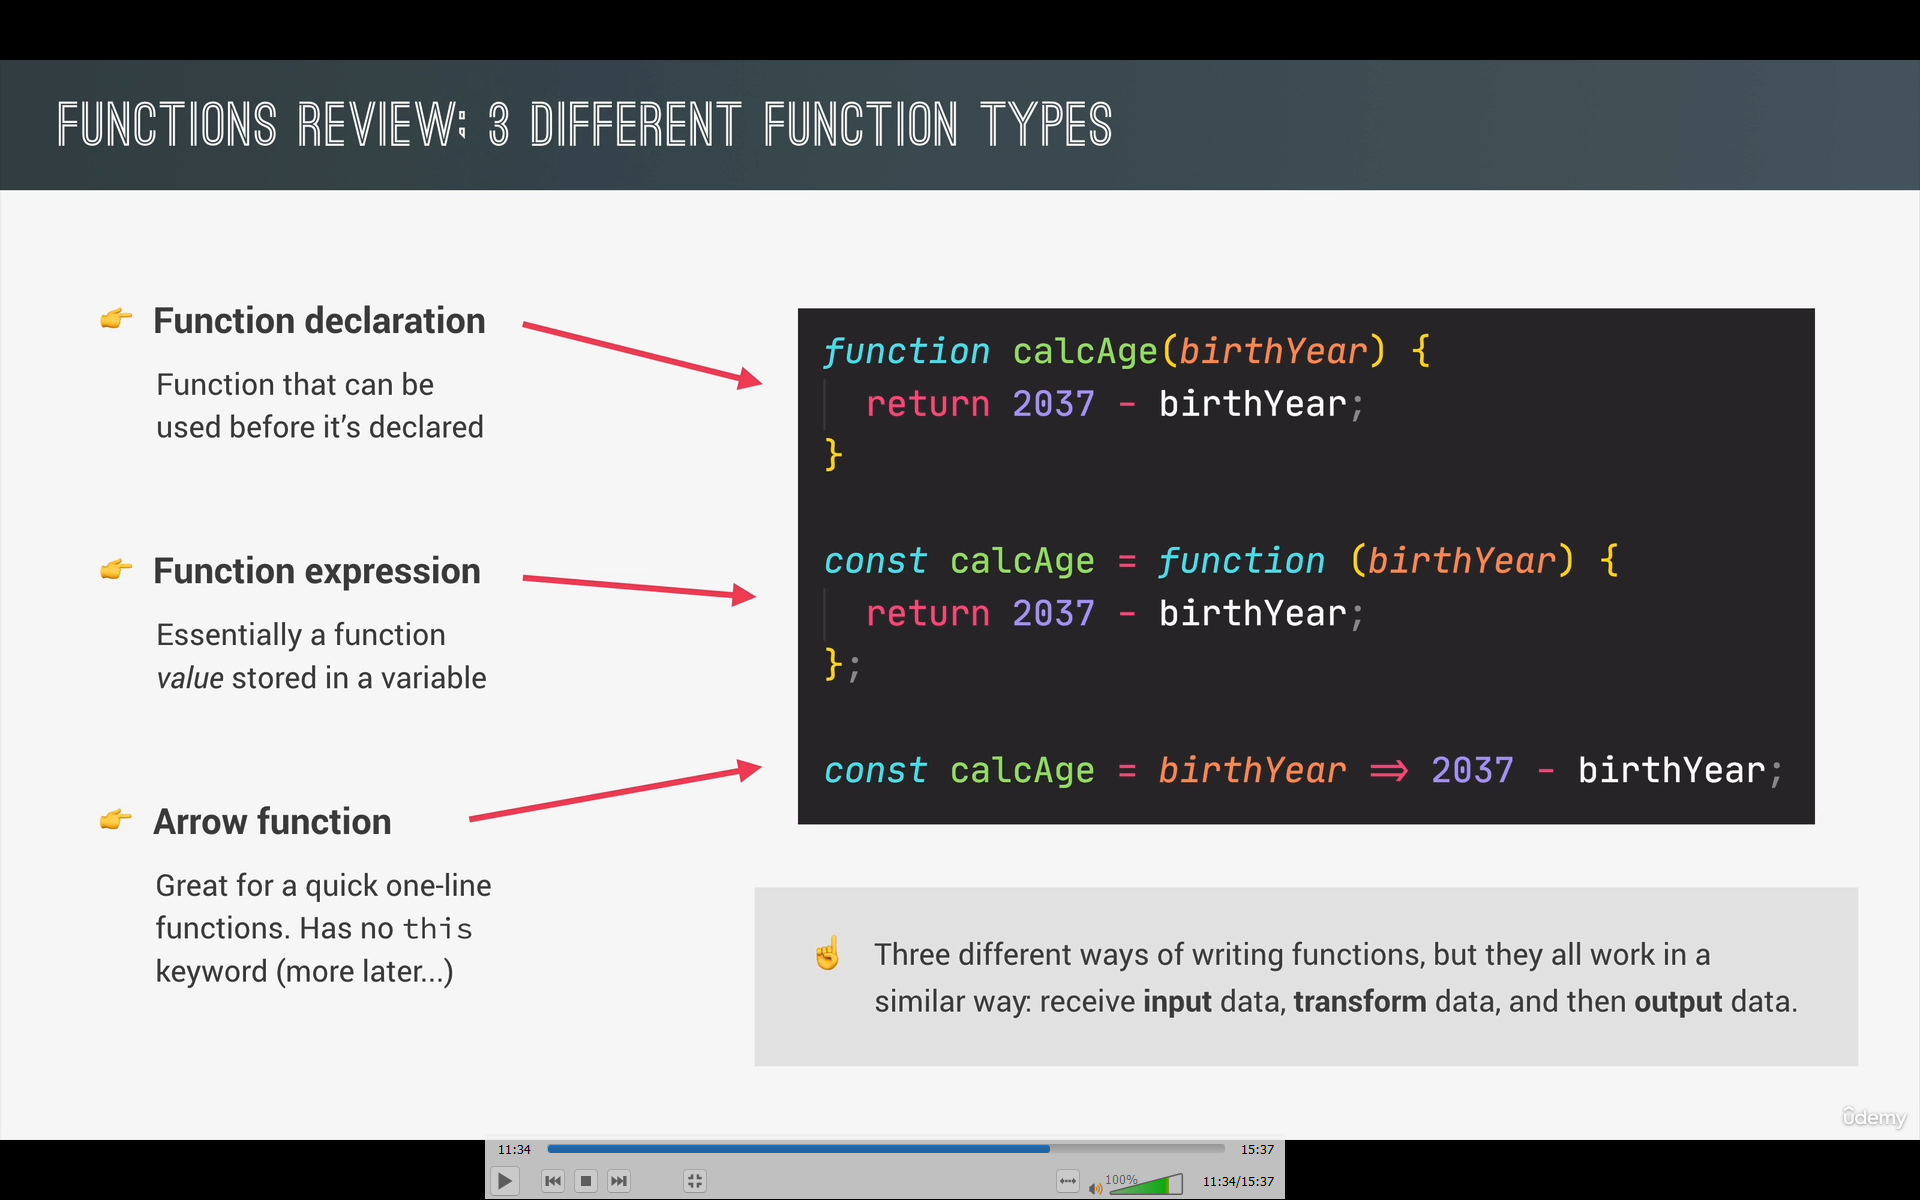 FUNCTIONS REVIEW; 3 DIFFERENT FUNCTION TYPES
👉 Function declaration
Function that can be
used before it’s declared
👉 Function expression
Essentially a function
value stored in a variable
👉 Arrow function
Great for a quick one-line
functions. Has no this
keyword (more later...)
function calcAge(birthYear) {
return 2037 - birthYear;
}
const calcAge = function (birthYear) {
return 2037 - birthYear;
};
const calcAge = birthYear => 2037 - birthYear;
☝ Three different ways of writing functions, but they all work in a
similar way: receive input data, transform data, and then output data.
ûdemy
11:34
15:37
100%
11:34/15:37